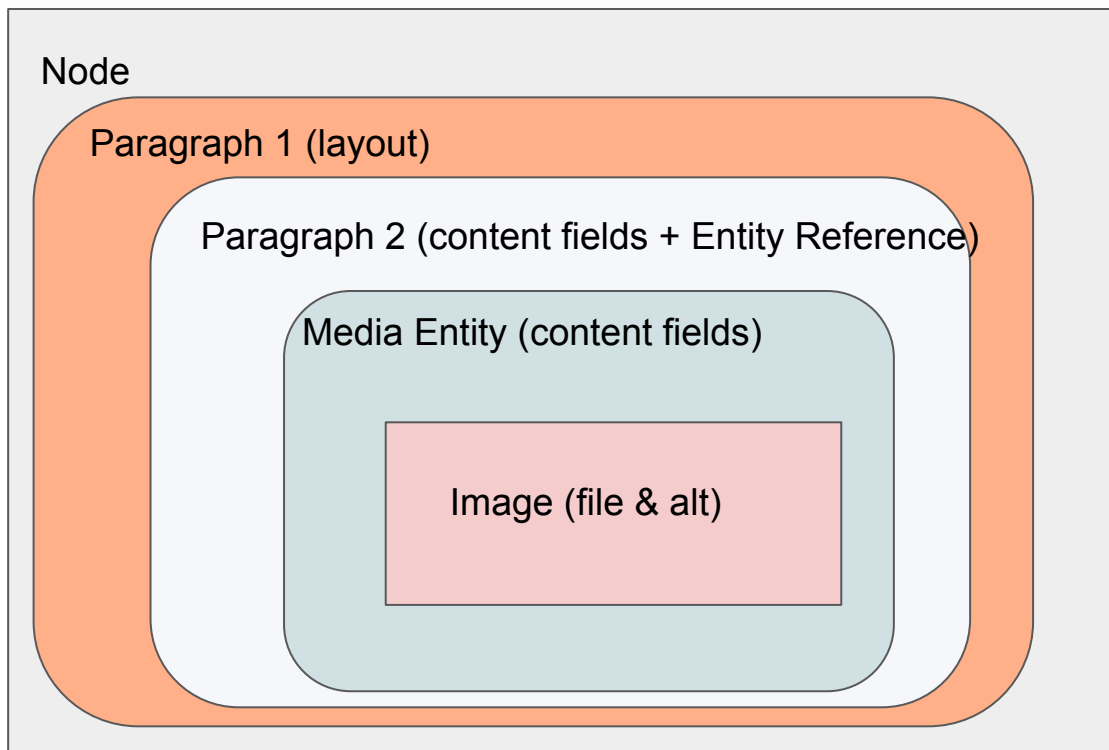 Node
Paragraph 1 (layout)
Paragraph 2 (content fields + Entity Reference)
Media Entity (content fields)
Image (file & alt)